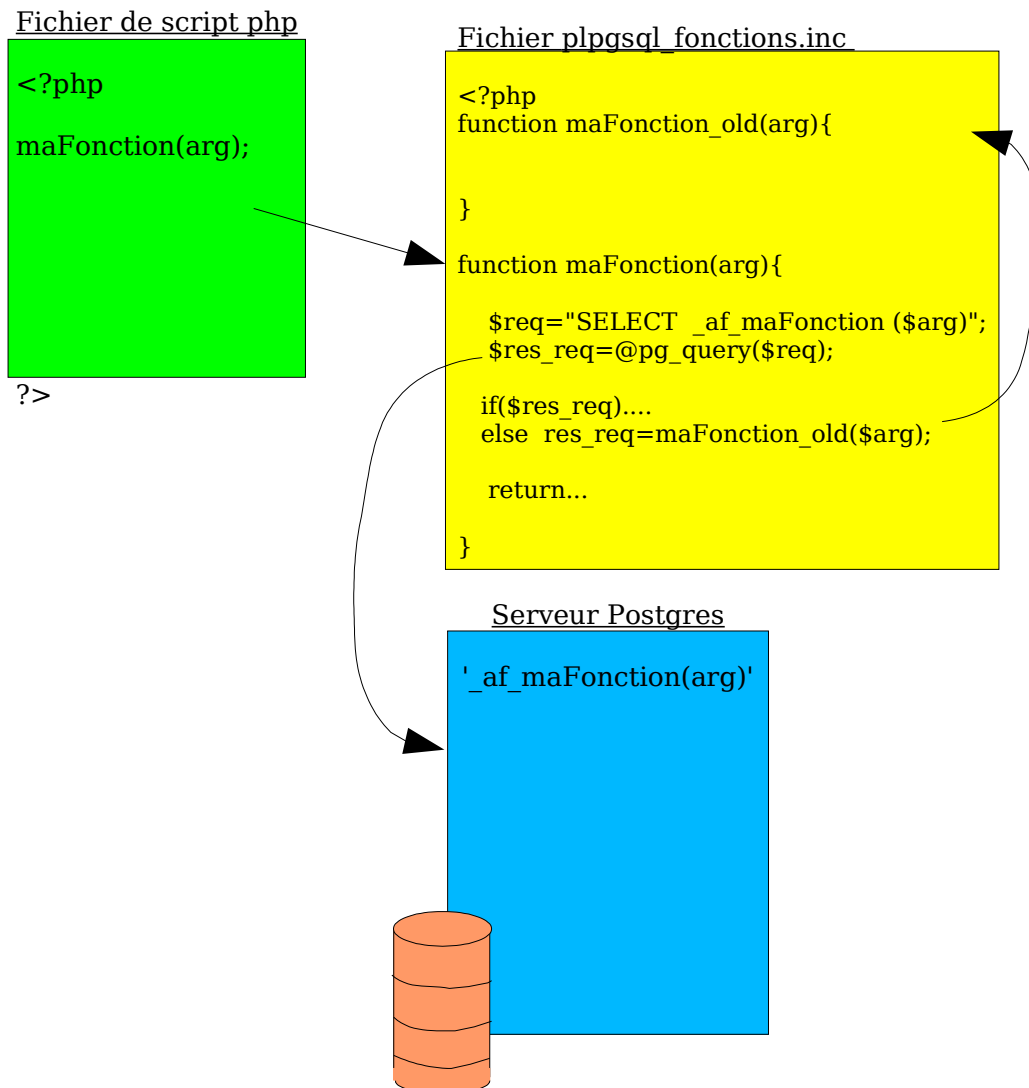 Fichier de script php
<?php
maFonction(arg);
?>
Fichier plpgsql_fonctions.inc
<?php
function maFonction_old(arg){
}
function maFonction(arg){
$req="SELECT _af_maFonction ($arg)";
$res_req=@pg_query($req);
if($res_req)....
else res_req=maFonction_old($arg);
return...
}
Serveur Postgres
'_af_maFonction(arg)'